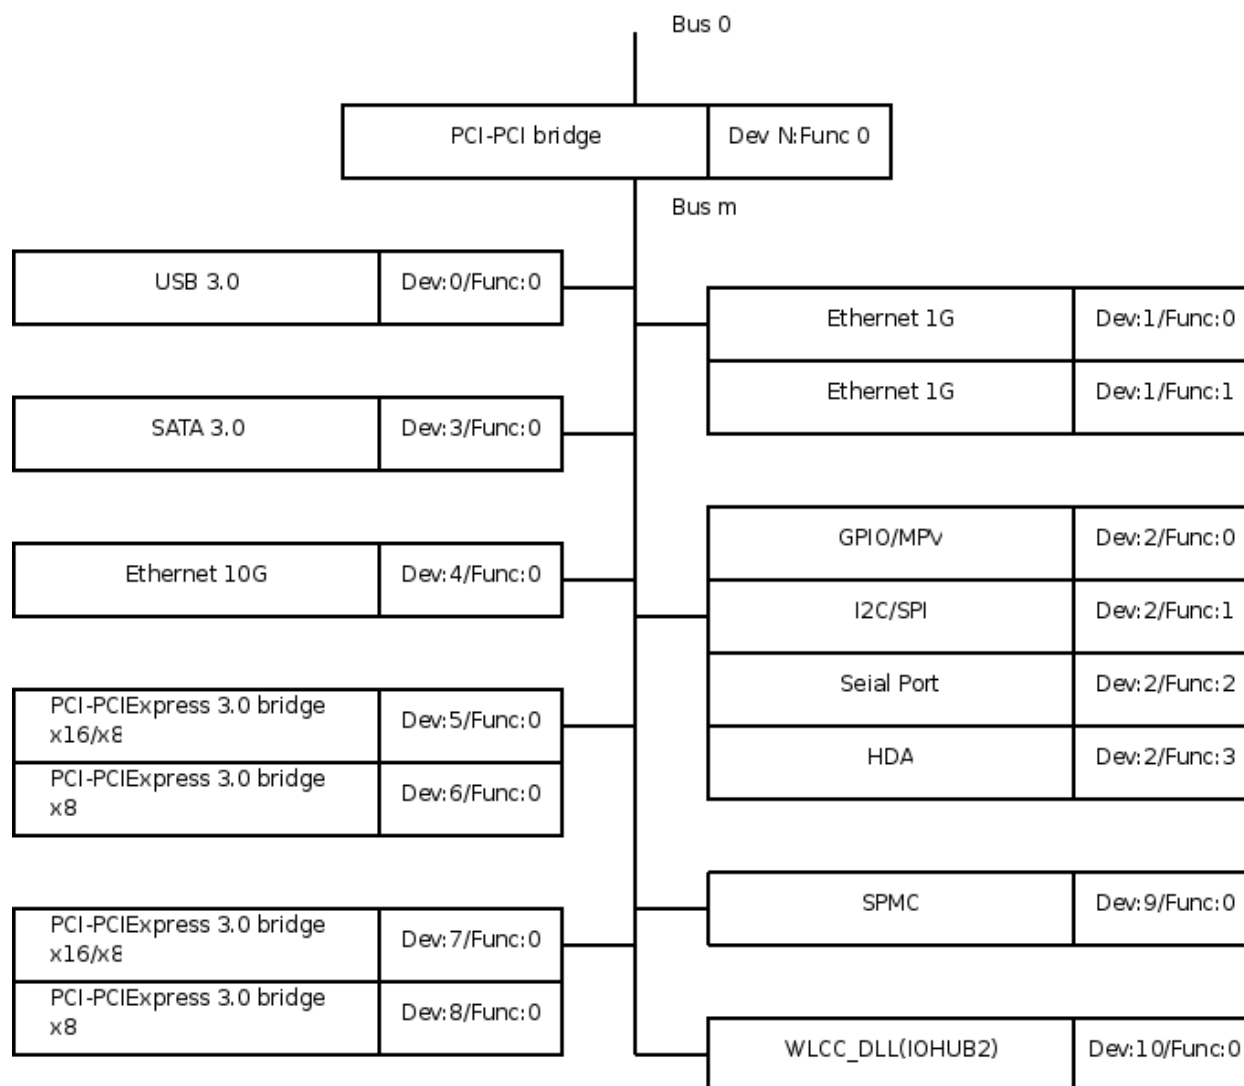 Bus 0
PCI-PCI bridge
Dev N:Func 0
Bus m
USB 3.0
Dev:0/Func:0
Ethernet 1G
Dev:1/Func:0
Ethernet 1G
Dev:1/Func:1
SATA 3.0
Dev:3/Func:0
GPIO/MPV
Dev:2/Func:0
Ethernet 10G
Dev:4/Func:0
I2C/SPI
Dev:2/Func:1
Seial Port
Dev:2/Func:2
HDA
Dev:2/Func:3
PCI-PCIExpress 3.0 bridge
x16/x8
Dev:5/Func:0
PCI-PCIExpress 3.0 bridge
x8
Dev:6/Func:0
SPMC
Dev:9/Func:0
PCI-PCIExpress 3.0 bridge
x16/x8
Dev:7/Func:0
PCI-PCIExpress 3.0 bridge
x8
Dev:8/Func:0
WLCC_DLL(IOHUB2)
Dev:10/Func:0